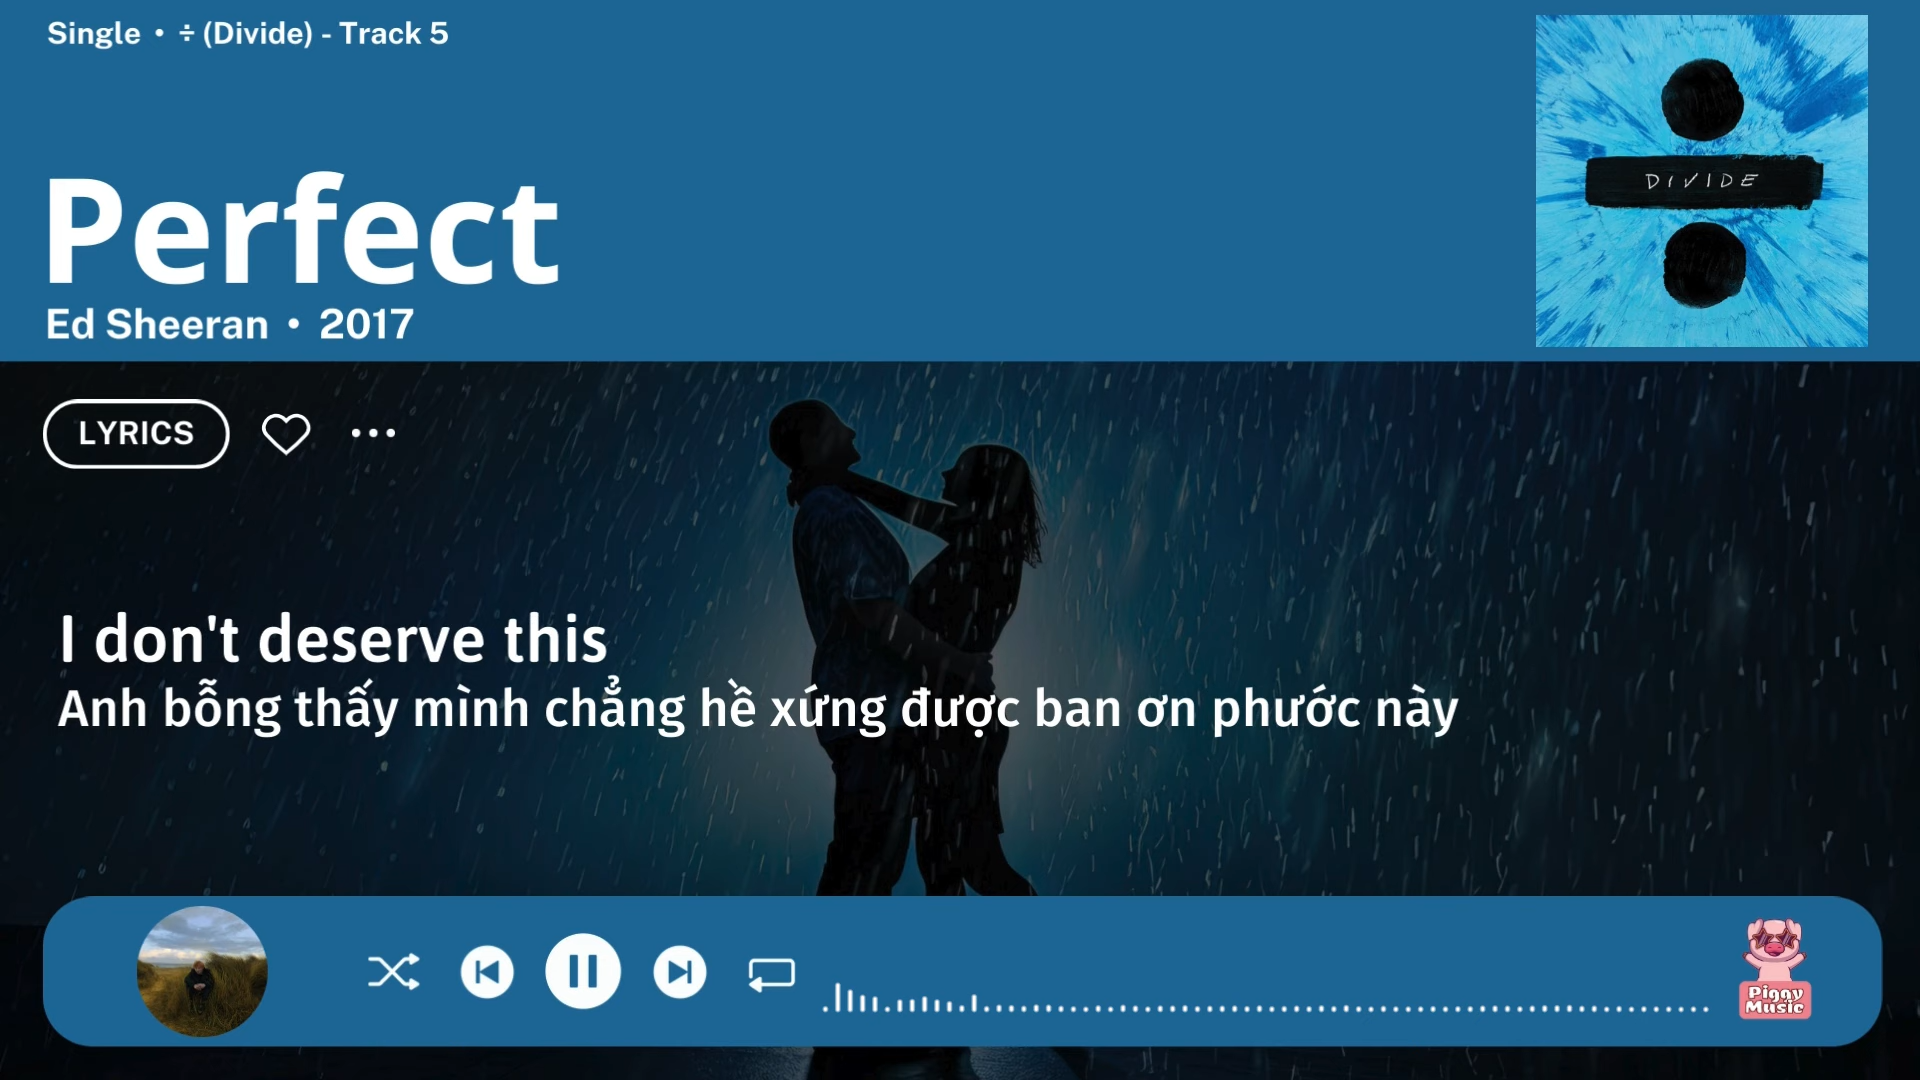 Single • ÷ (Divide) - Track 5
DIVIDE
Perfect
Ed Sheeran • 2017
LYRICS
I don't deserve this
Anh bỗng thấy mình chẳng hề xứng được ban ơn phước này
Piggy
Music